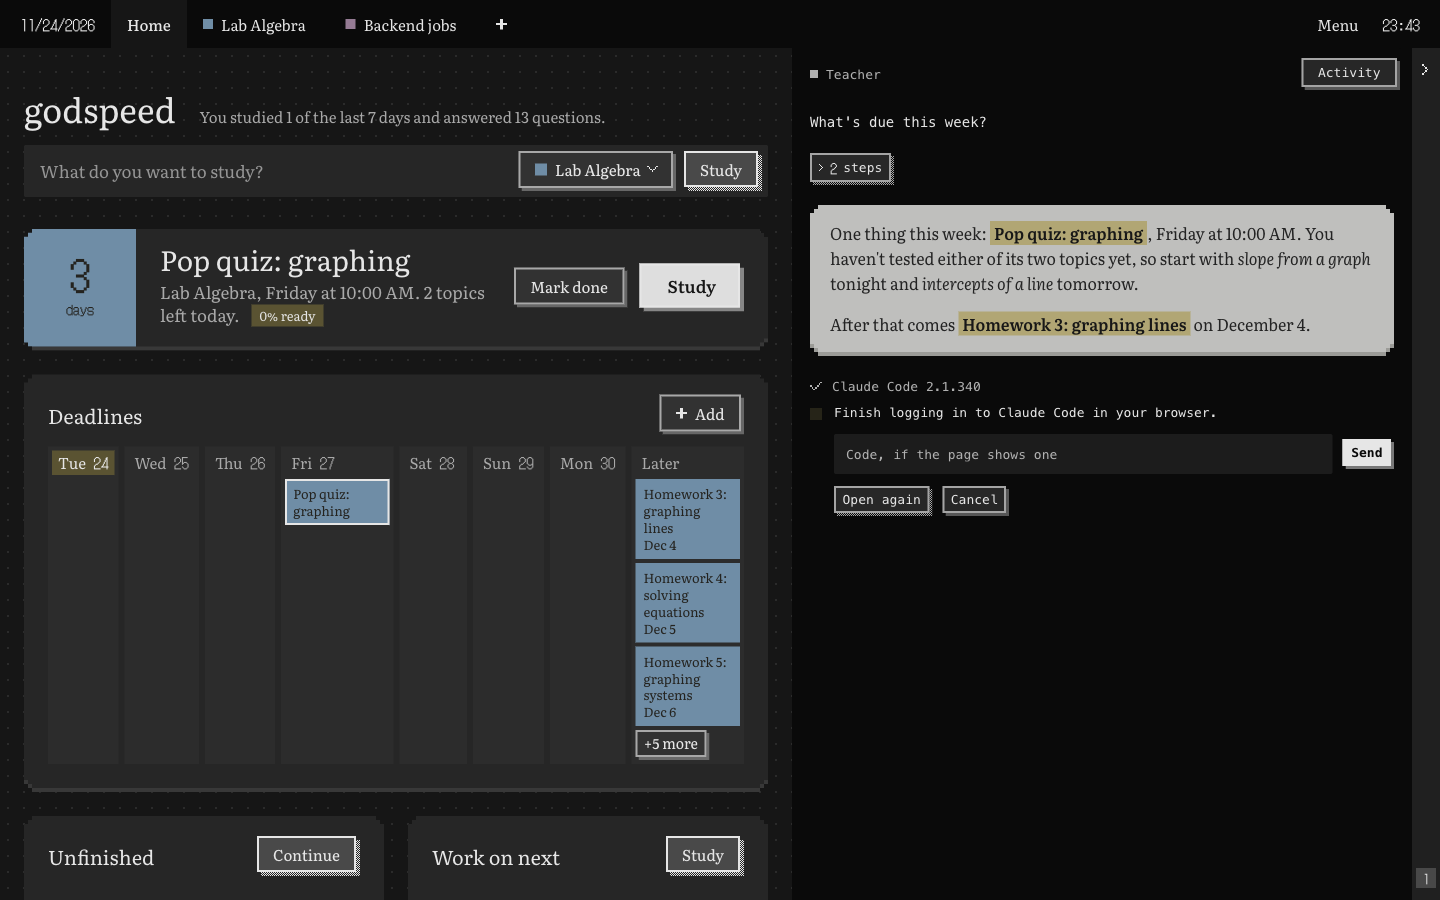 11/24/2026
Home
Lab Algebra
Backend jobs
+
Menu
23:43
godspeed
You studied 1 of the last 7 days and answered 13 questions.
What do you want to study?
Lab Algebra
Study
3
days
Pop quiz: graphing
Lab Algebra, Friday at 10:00 AM. 2 topics
left today.
0% ready
Mark done
Study
Deadlines
+ Add
Tue 24
Wed 25
Thu 26
Fri 27
Sat 28
Sun 29
Mon 30
Later
Pop quiz:
graphing
Homework 3:
graphing
lines
Dec 4
Homework 4:
solving
equations
Dec 5
Homework 5:
graphing
systems
Dec 6
+5 more
Unfinished
Continue
Work on next
Study
Teacher
Activity
What's due this week?
> 2 steps
One thing this week: Pop quiz: graphing, Friday at 10:00 AM. You
haven't tested either of its two topics yet, so start with slope from a graph
tonight and intercepts of a line tomorrow.
After that comes Homework 3: graphing lines on December 4.
Claude Code 2.1.340
Finish logging in to Claude Code in your browser.
Code, if the page shows one
Send
Open again
Cancel
1